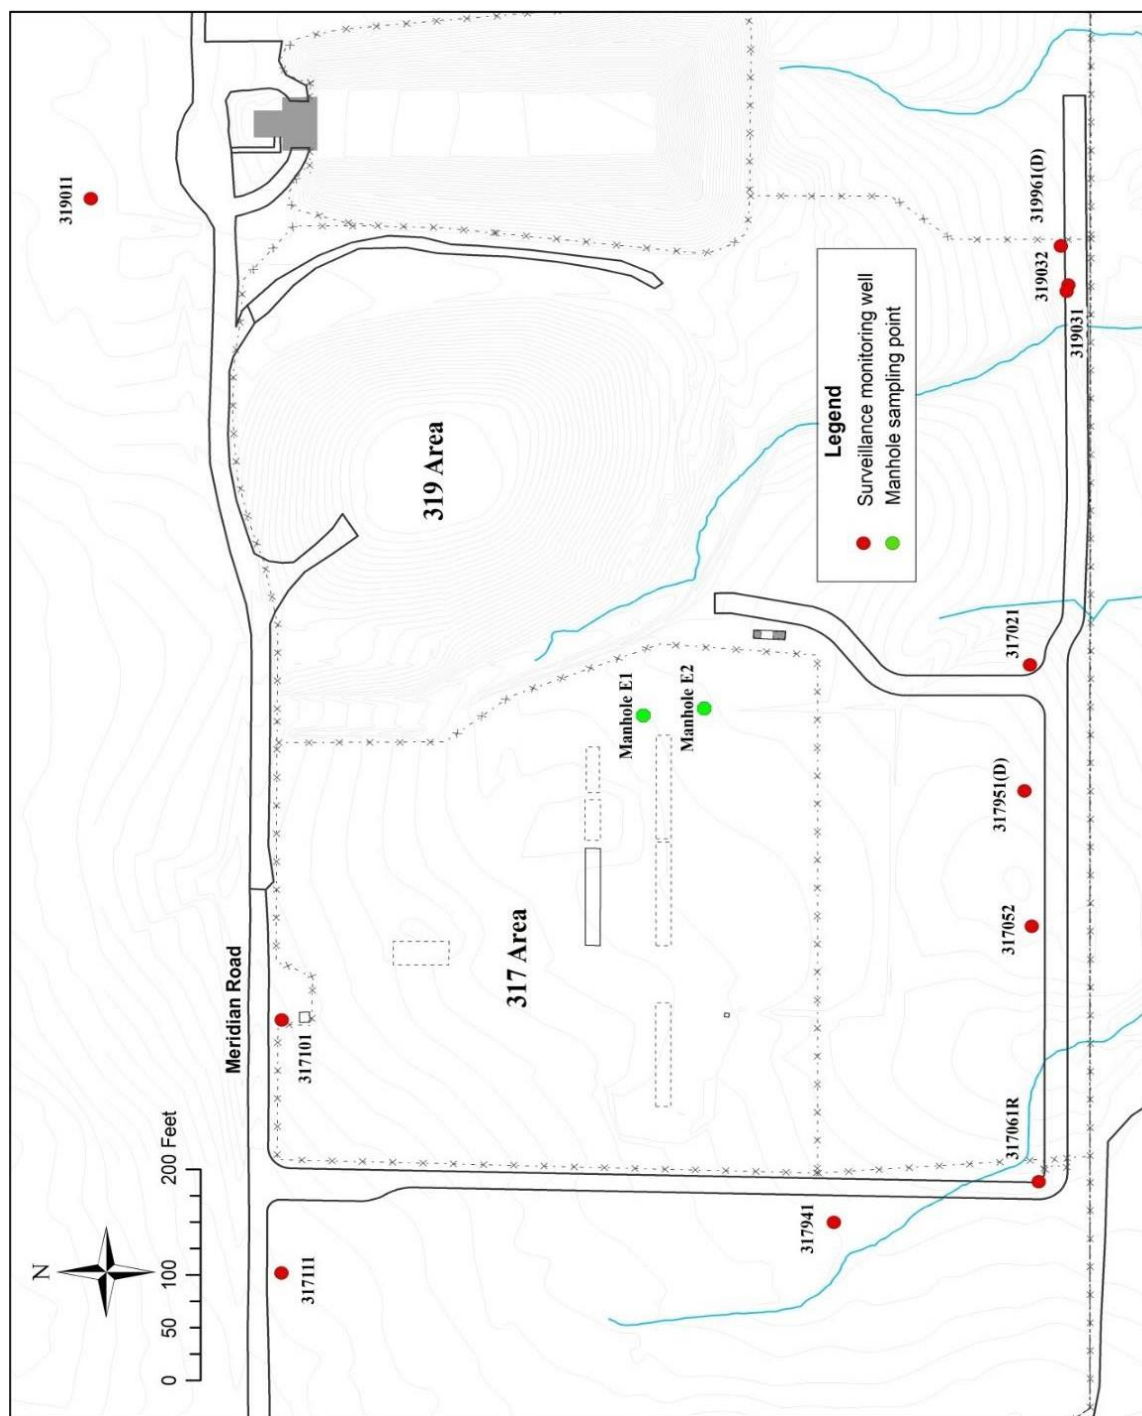 319011
319961(D)
319032
319031
Legend
Surveillance monitoring well
Manhole sampling point
319 Area
317021
Manhole E1
Manhole E2
317951(D)
317052
317 Area
Meridian Road
317101
317061R
317941
317111
N
0 50 100 200 Feet